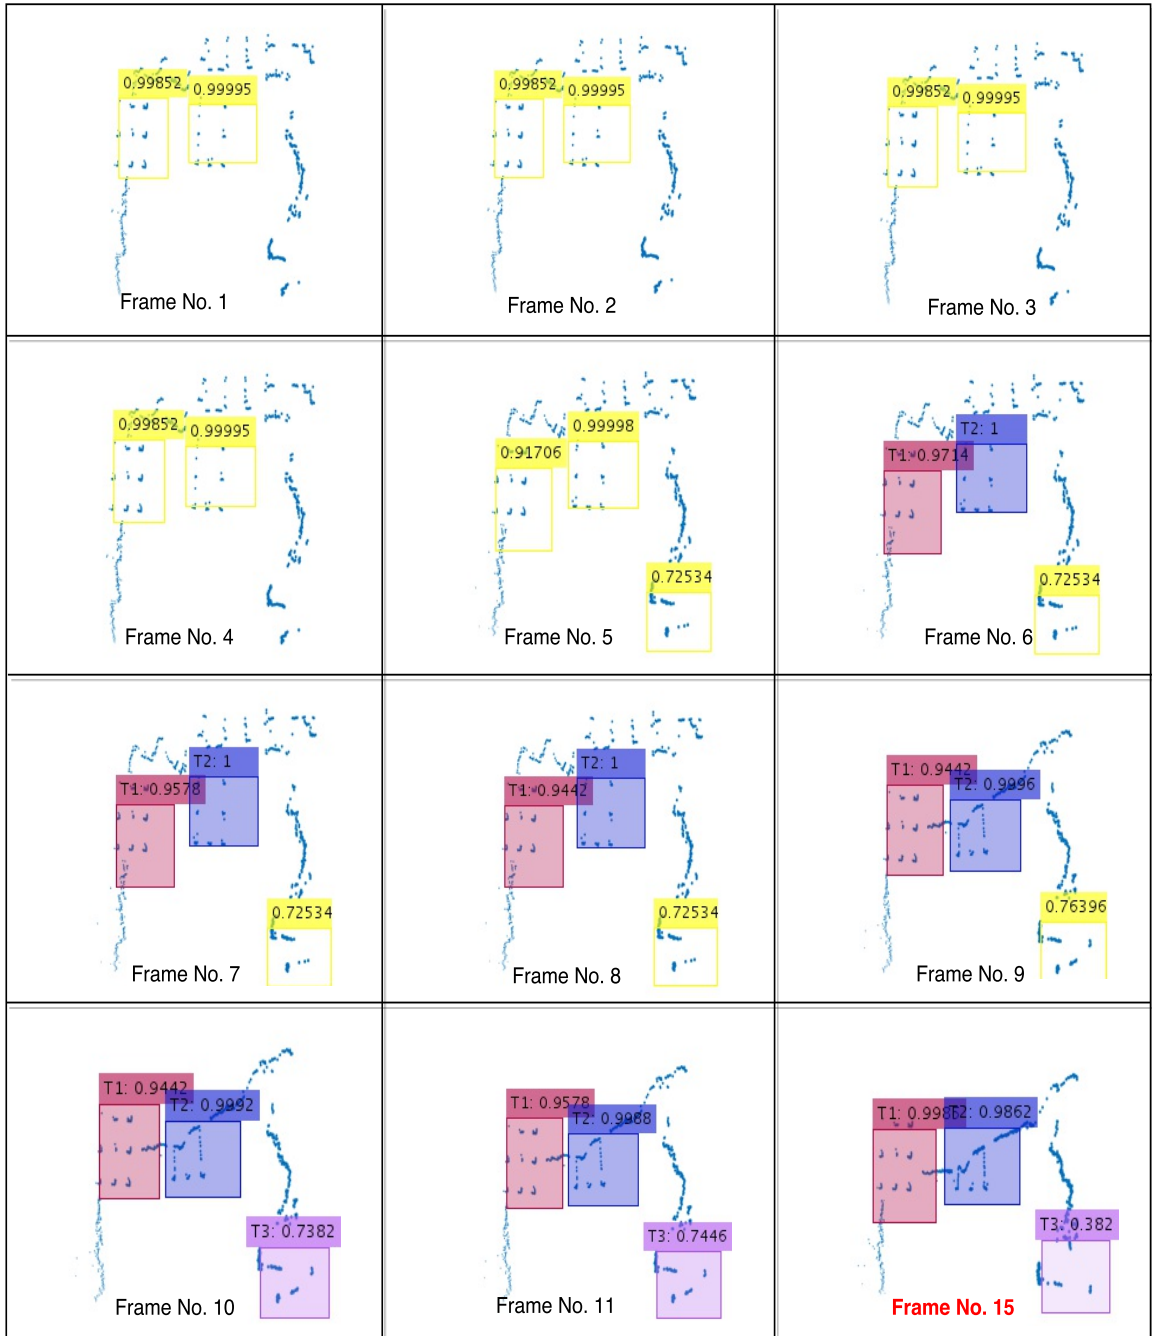 0.99852 0.99995
Frame No. 1
0.99852 0.99995
Frame No. 2
0.99852 0.99995
Frame No. 3
0.99852 0.99995
Frame No. 4
0.99998
0.91706
0.72534
Frame No. 5
T2: 1
T1: 0.9714
0.72534
Frame No. 6
T2: 1
T1: 0.9578
0.72534
Frame No. 7
T2: 1
T1: 0.9442
0.72534
Frame No. 8
T1: 0.9442
T2: 0.9996
0.76396
Frame No. 9
T1: 0.9442
T2: 0.9992
T3: 0.7382
Frame No. 10
T1: 0.9578
T2: 0.9988
T3: 0.7446
Frame No. 11
T1: T2: 0.9862
T3: 0.382
Frame No. 15